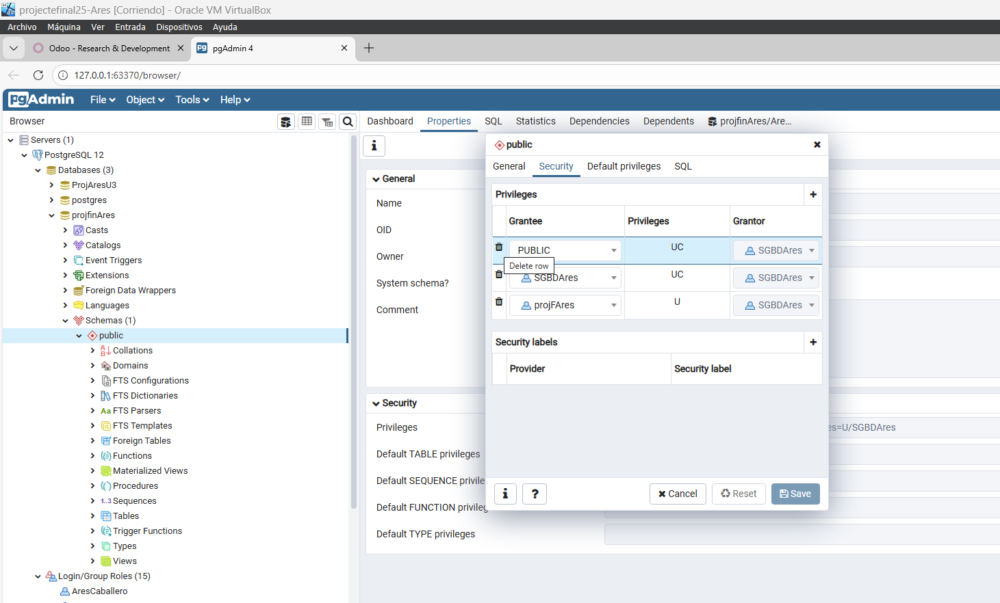 projectefinal25-Ares [Corriendo] - Oracle VM VirtualBox
Archivo Máquina Ver Entrada Dispositivos Ayuda
Odoo - Research & Development
pgAdmin 4
127.0.0.1:63370/browser/
pgAdmin File Object Tools Help
Browser
Dashboard Properties SQL Statistics Dependencies Dependents projfinAres/Are...
Servers (1)
PostgreSQL 12
Databases (3)
ProjAresU3
postgres
projfinAres
Casts
Catalogs
Event Triggers
Extensions
Foreign Data Wrappers
Languages
Schemas (1)
public
Collations
Domains
FTS Configurations
FTS Dictionaries
Aa FTS Parsers
FTS Templates
Foreign Tables
Functions
Materialized Views
Procedures
1..3 Sequences
Tables
Trigger Functions
Types
Views
Login/Group Roles (15)
AresCaballero
General
Name
OID
Owner
System schema?
Comment
Security
Privileges
es=U/SGBDAres
Default TABLE privileges
Default SEQUENCE privile
Default FUNCTION privileg
Default TYPE privileges
public
General Security Default privileges SQL
Privileges
Grantee Privileges Grantor
PUBLIC UC SGBDAres
Delete row
SGBDAres UC SGBDAres
projFAres U SGBDAres
Security labels
Provider Security label
i ? Cancel Reset Save